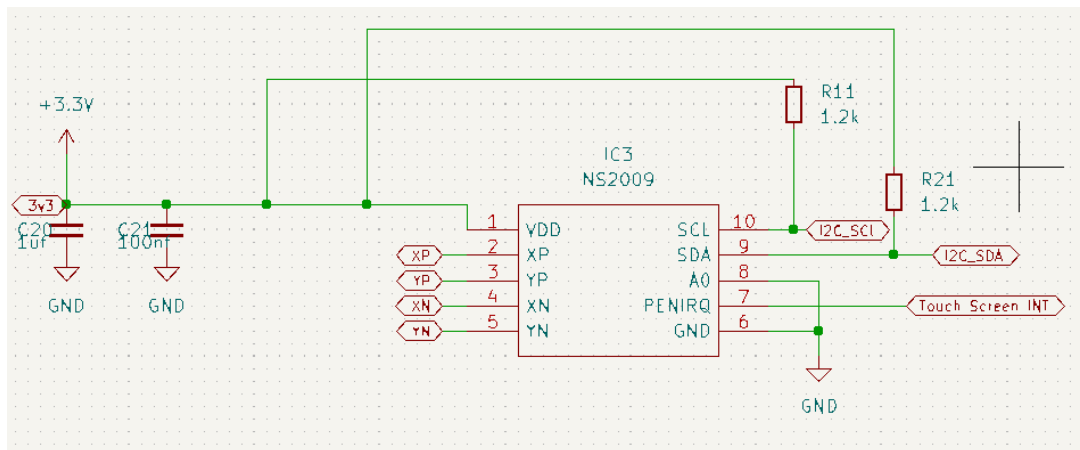 +3.3V
3v3
C20
1uf
C21
100nf
GND
GND
IC3
NS2009
1
VDD
2
XP
3
YP
4
XN
5
YN
XP
YP
XN
YN
10
SCL
9
SDA
8
A0
7
PENIRQ
6
GND
R11
1.2k
R21
1.2k
I2C_SCL
I2C_SDA
Touch Screen INT
GND